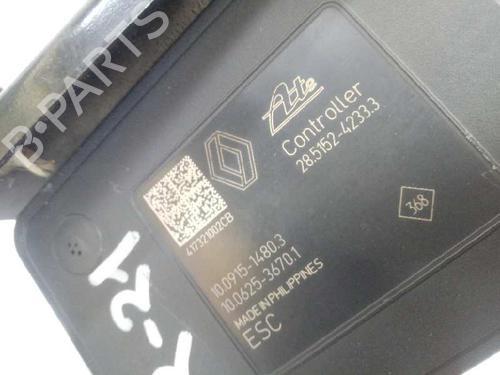 B-PARTS
Ate
Controller
28.5152-4233.3
417321002CB
368
10.0915-1480.3
10.0625-3670.1
MADE IN PHILIPPINES
ESC